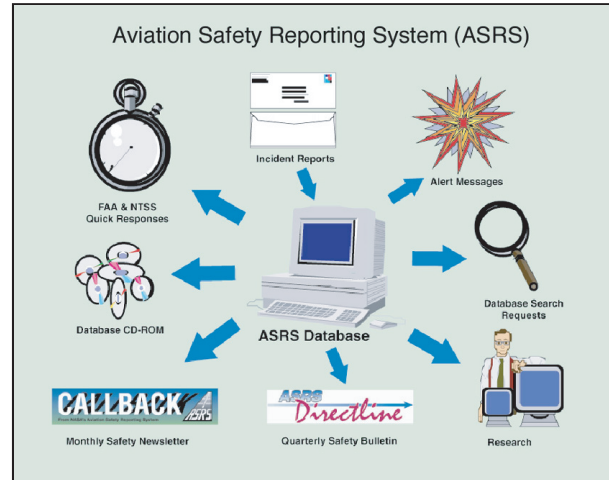 Aviation Safety Reporting System (ASRS)
Incident Reports
Alert Messages
FAA & NTSS
Quick Responses
Database Search
Requests
Database CD-ROM
ASRS Database
CALLBACK
ASRS
Monthly Safety Newsletter
ASRS
Directline
Quarterly Safety Bulletin
Research